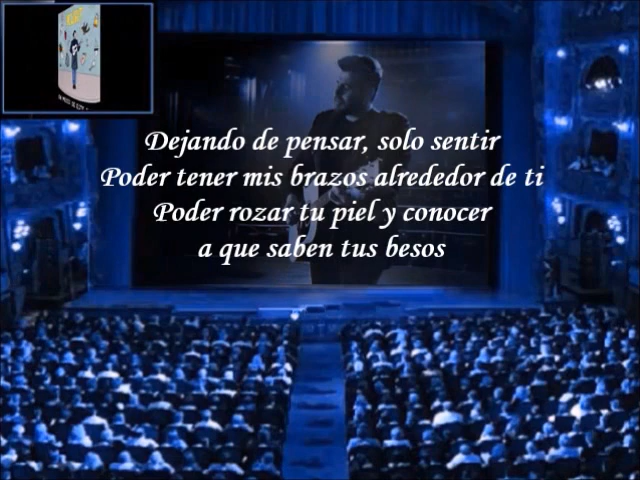 Dejando de pensar, solo sentir
Poder tener mis brazos alrededor de ti
Poder rozar tu piel y conocer
a que saben tus besos